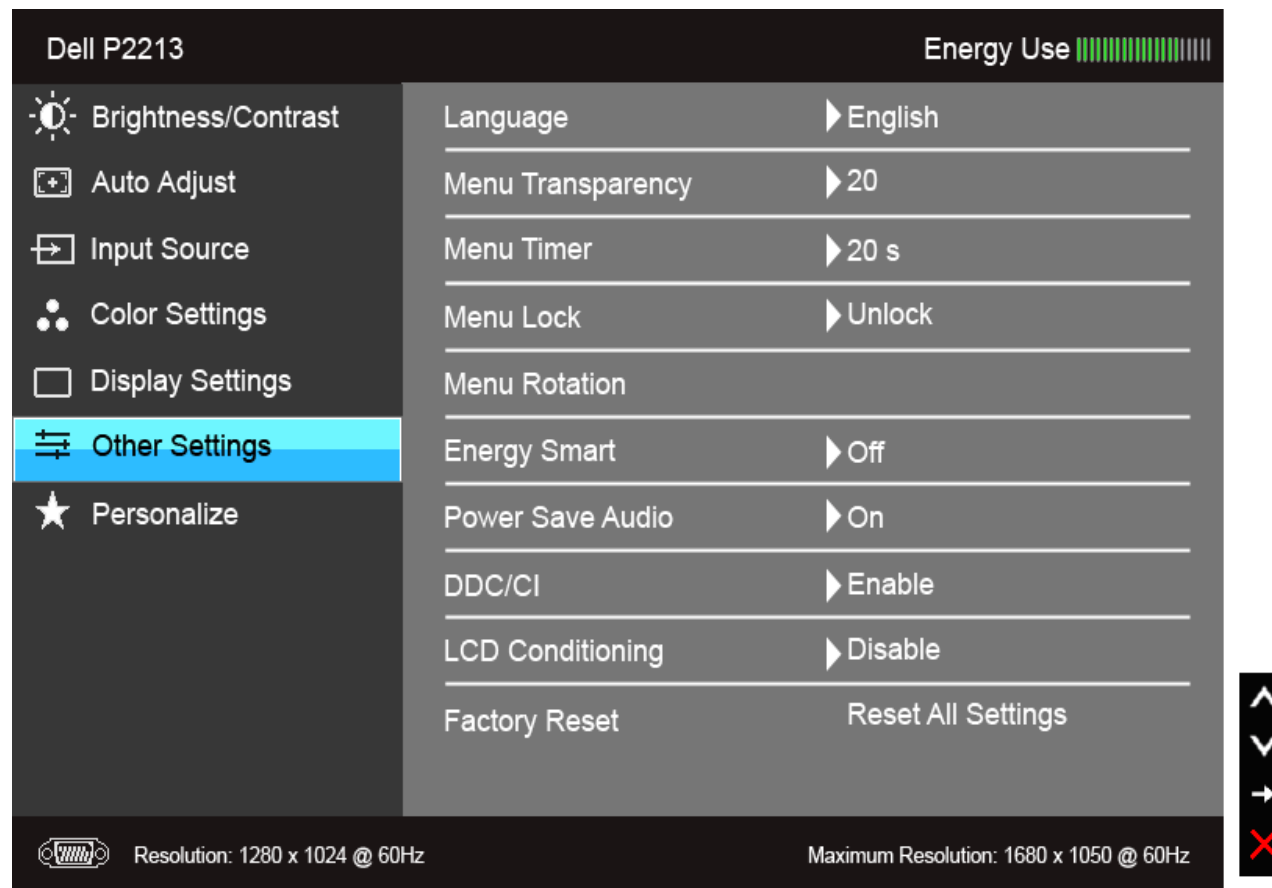 Dell P2213 Energy Use
Brightness/Contrast
Auto Adjust
Input Source
Color Settings
Display Settings
Other Settings
Personalize
Language English
Menu Transparency 20
Menu Timer 20 s
Menu Lock Unlock
Menu Rotation
Energy Smart Off
Power Save Audio On
DDC/CI Enable
LCD Conditioning Disable
Factory Reset Reset All Settings
Resolution: 1280 x 1024 @ 60Hz Maximum Resolution: 1680 x 1050 @ 60Hz